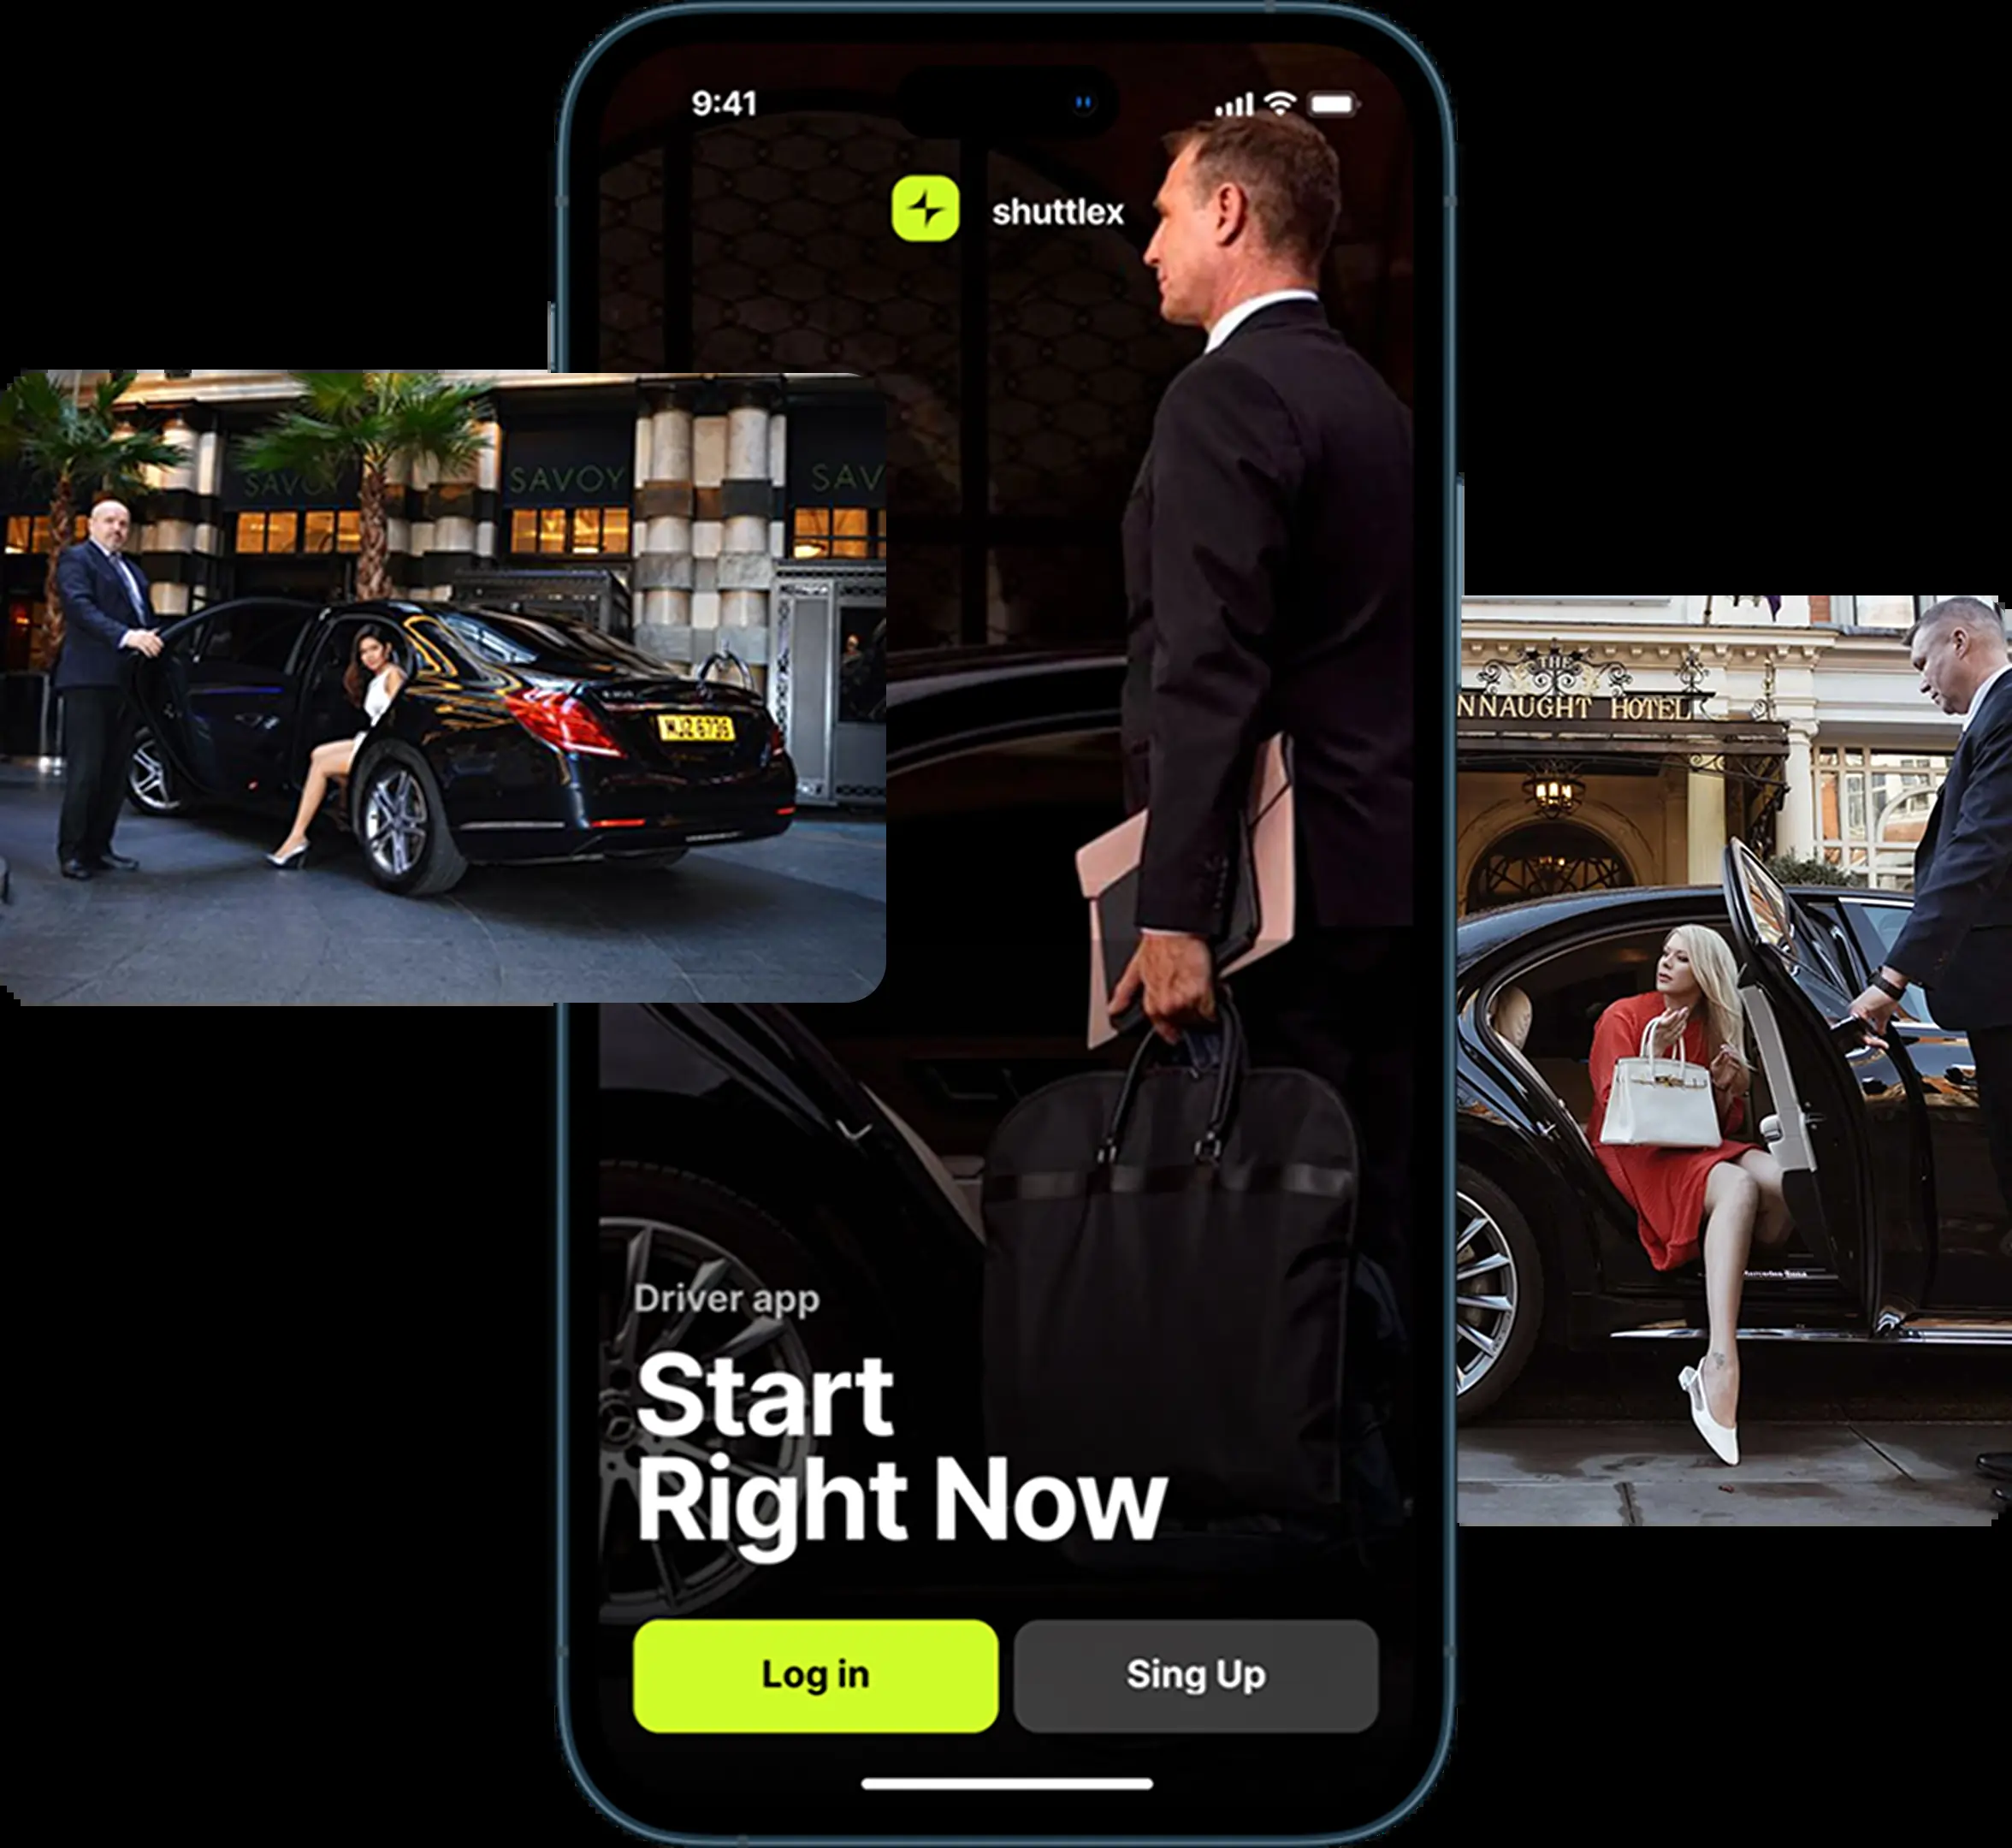 9:41
shuttlex
SAVOY
SAVOY
SAV
THE
NNAUGHT HOTEL
Driver app
Start
Right Now
Log in
Sing Up